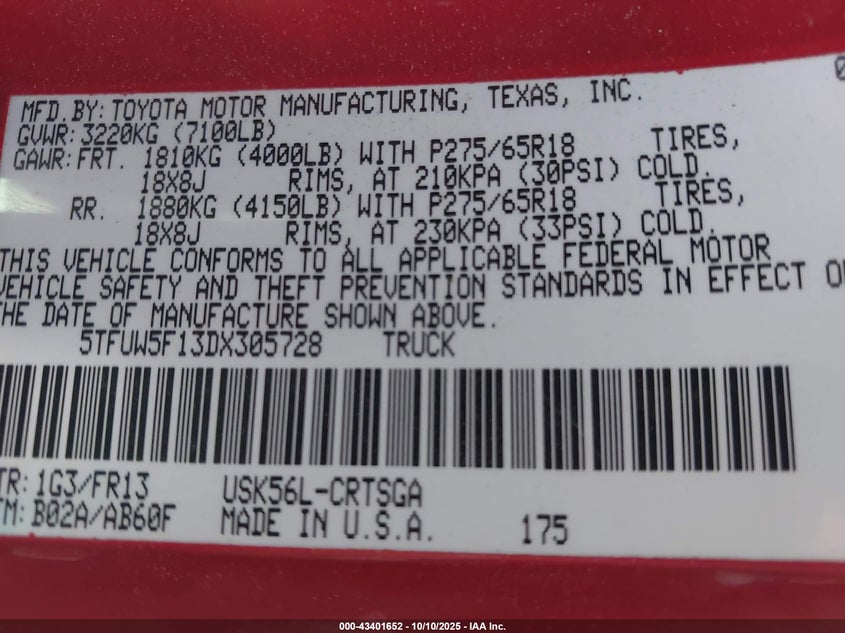 MFD.BY: TOYOTA MOTOR MANUFACTURING, TEXAS, INC. 0
GVWR: 3220KG (7100LB)
GAWR: FRT. 1810KG (4000LB) WITH P275/65R18 TIRES,
18X8J RIMS, AT 210KPA (30PSI) COLD.
RR. 1880KG (4150LB) WITH P275/65R18 TIRES,
18X8J RIMS, AT 230KPA (33PSI) COLD.
THIS VEHICLE CONFORMS TO ALL APPLICABLE FEDERAL MOTOR
VEHICLE SAFETY AND THEFT PREVENTION STANDARDS IN EFFECT O
THE DATE OF MANUFACTURE SHOWN ABOVE.
5TFUW5F13DX305728 TRUCK
TR: 1G3/FR13 USK56L-CRTSGA
TM: B02A/AB60F MADE IN U.S.A. 175
000-43401652 - 10/10/2025 - IAA Inc.